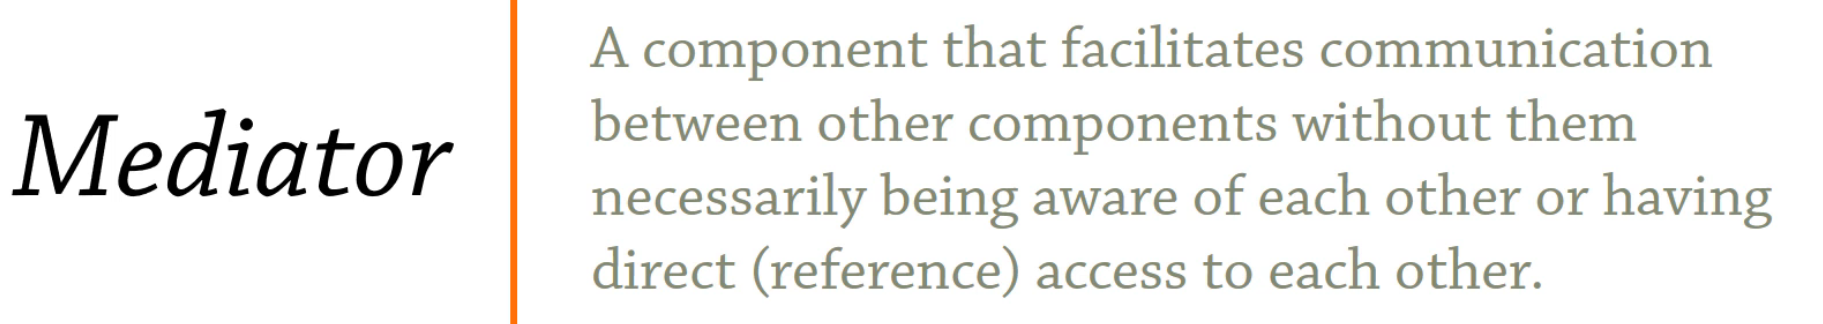 Mediator
A component that facilitates communication
between other components without them
necessarily being aware of each other or having
direct (reference) access to each other.